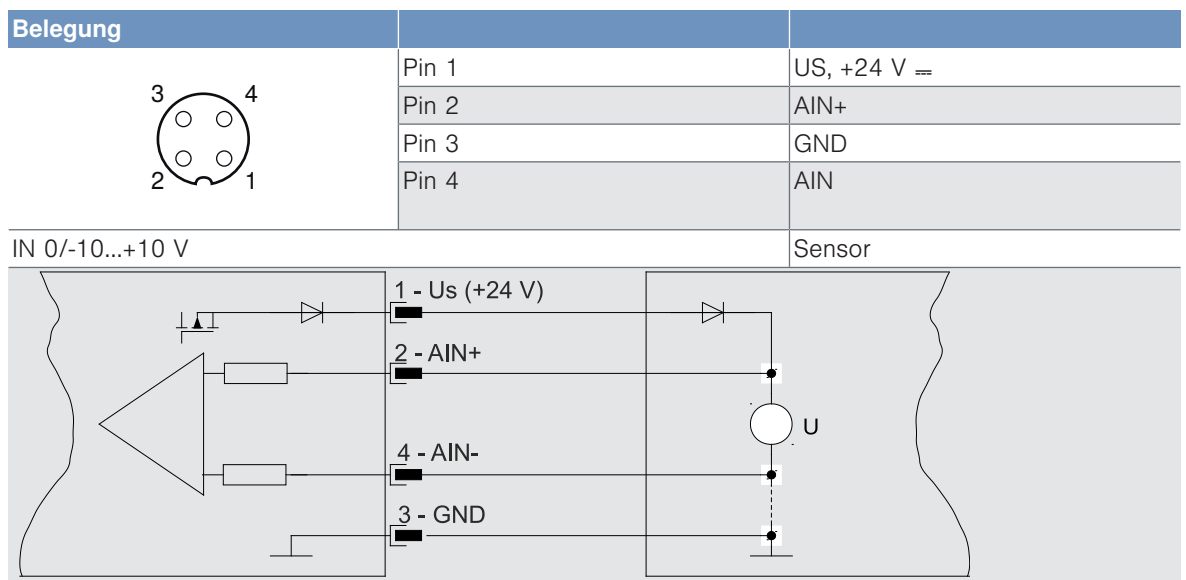 Belegung
Pin 1 US, +24 V ⎓
3 4
Pin 2 AIN+
Pin 3 GND
2 1
Pin 4 AIN
IN 0/-10...+10 V Sensor
1 - Us (+24 V)
2 - AIN+
U
4 - AIN-
3 - GND